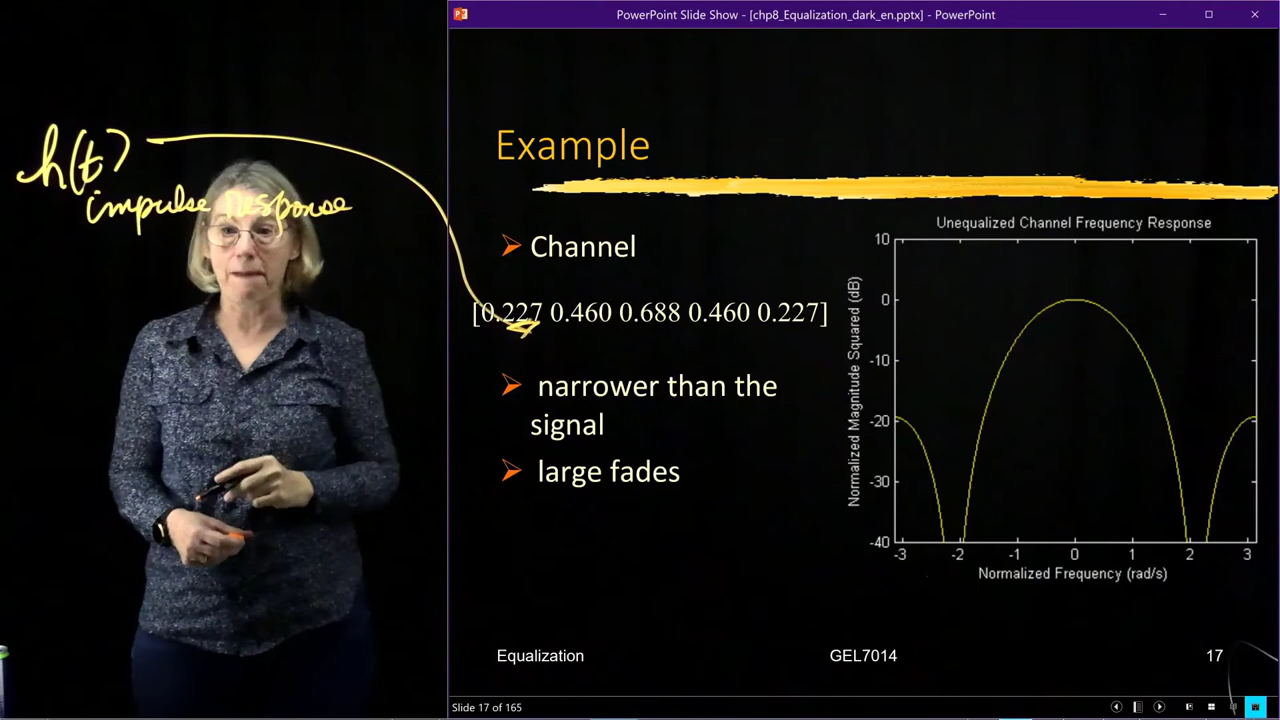 PowerPoint Slide Show - [chp8_Equalization_dark_en.pptx] - PowerPoint
h(t)
impulse Response
Example
Channel
[0.227 0.460 0.688 0.460 0.227]
narrower than the
signal
large fades
Unequalized Channel Frequency Response
Normalized Magnitude Squared (dB)
10
0
-10
-20
-30
-40
-3 -2 -1 0 1 2 3
Normalized Frequency (rad/s)
Equalization GEL7014 17
Slide 17 of 165